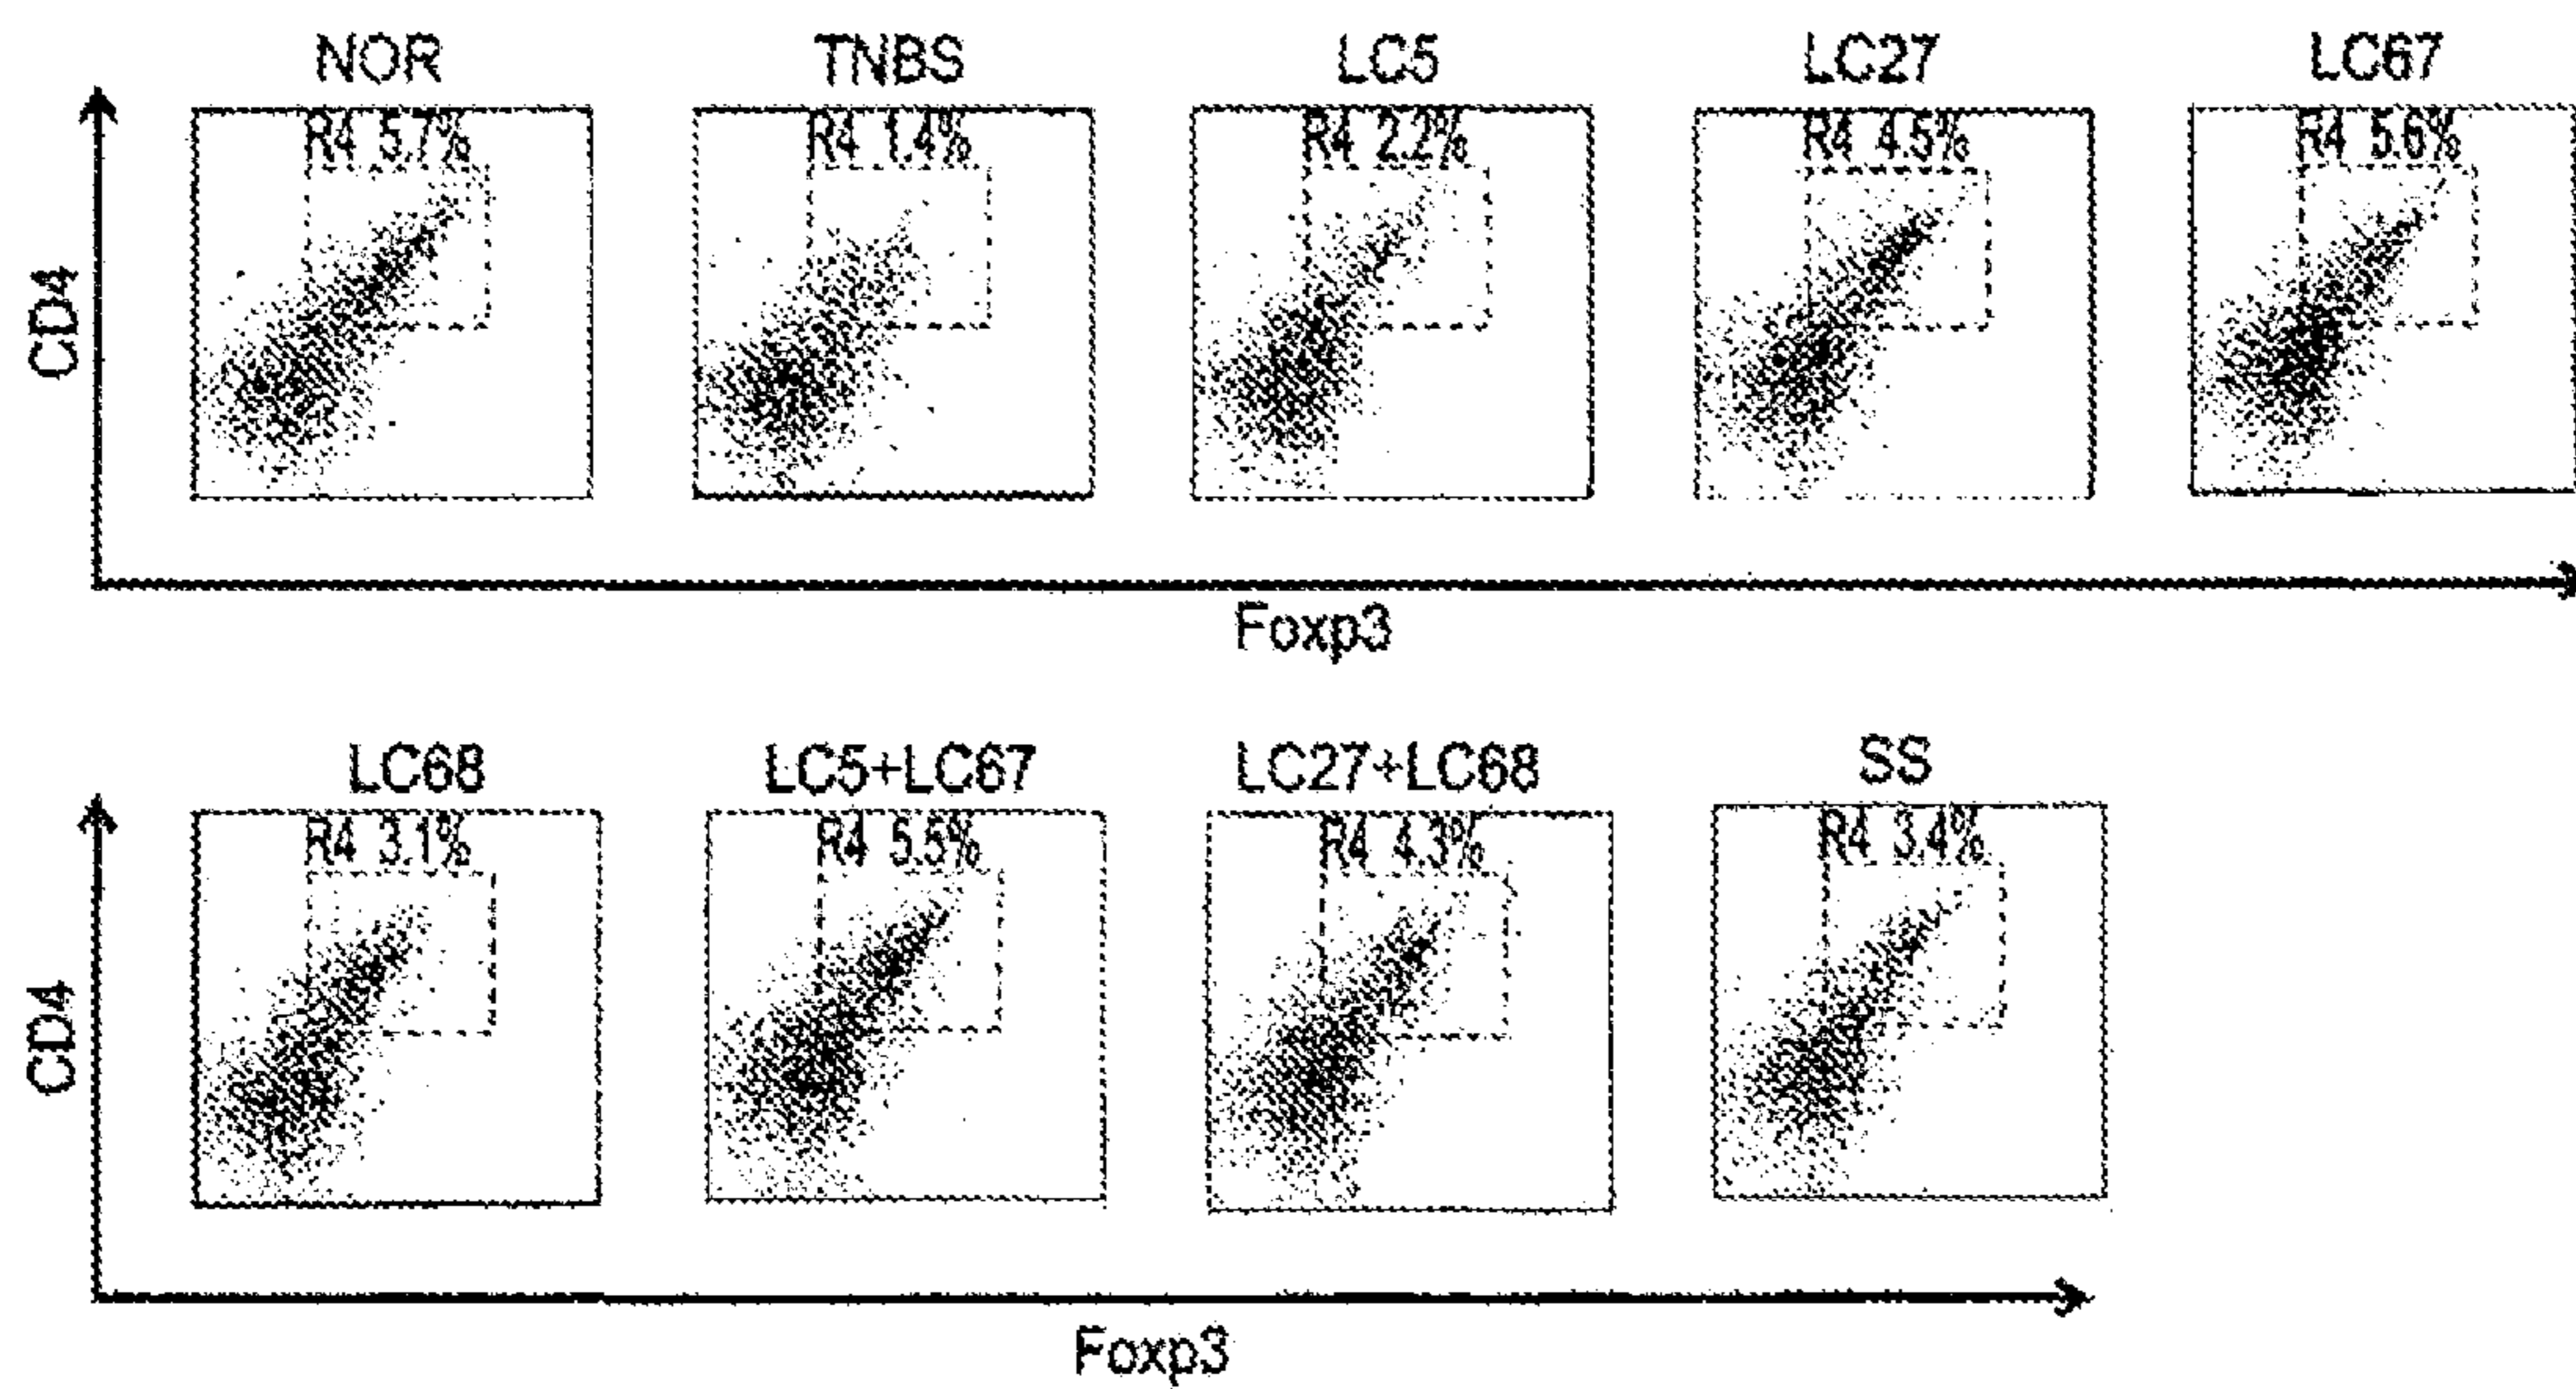 NOR TNBS LC5 LC27 LC67
R4 5.7% R4 1.4% R4 2.2% R4 4.5% R4 5.6%
CD4
Foxp3
LC68 LC5+LC67 LC27+LC68 SS
R4 3.1% R4 5.5% R4 4.3% R4 3.4%
CD4
Foxp3